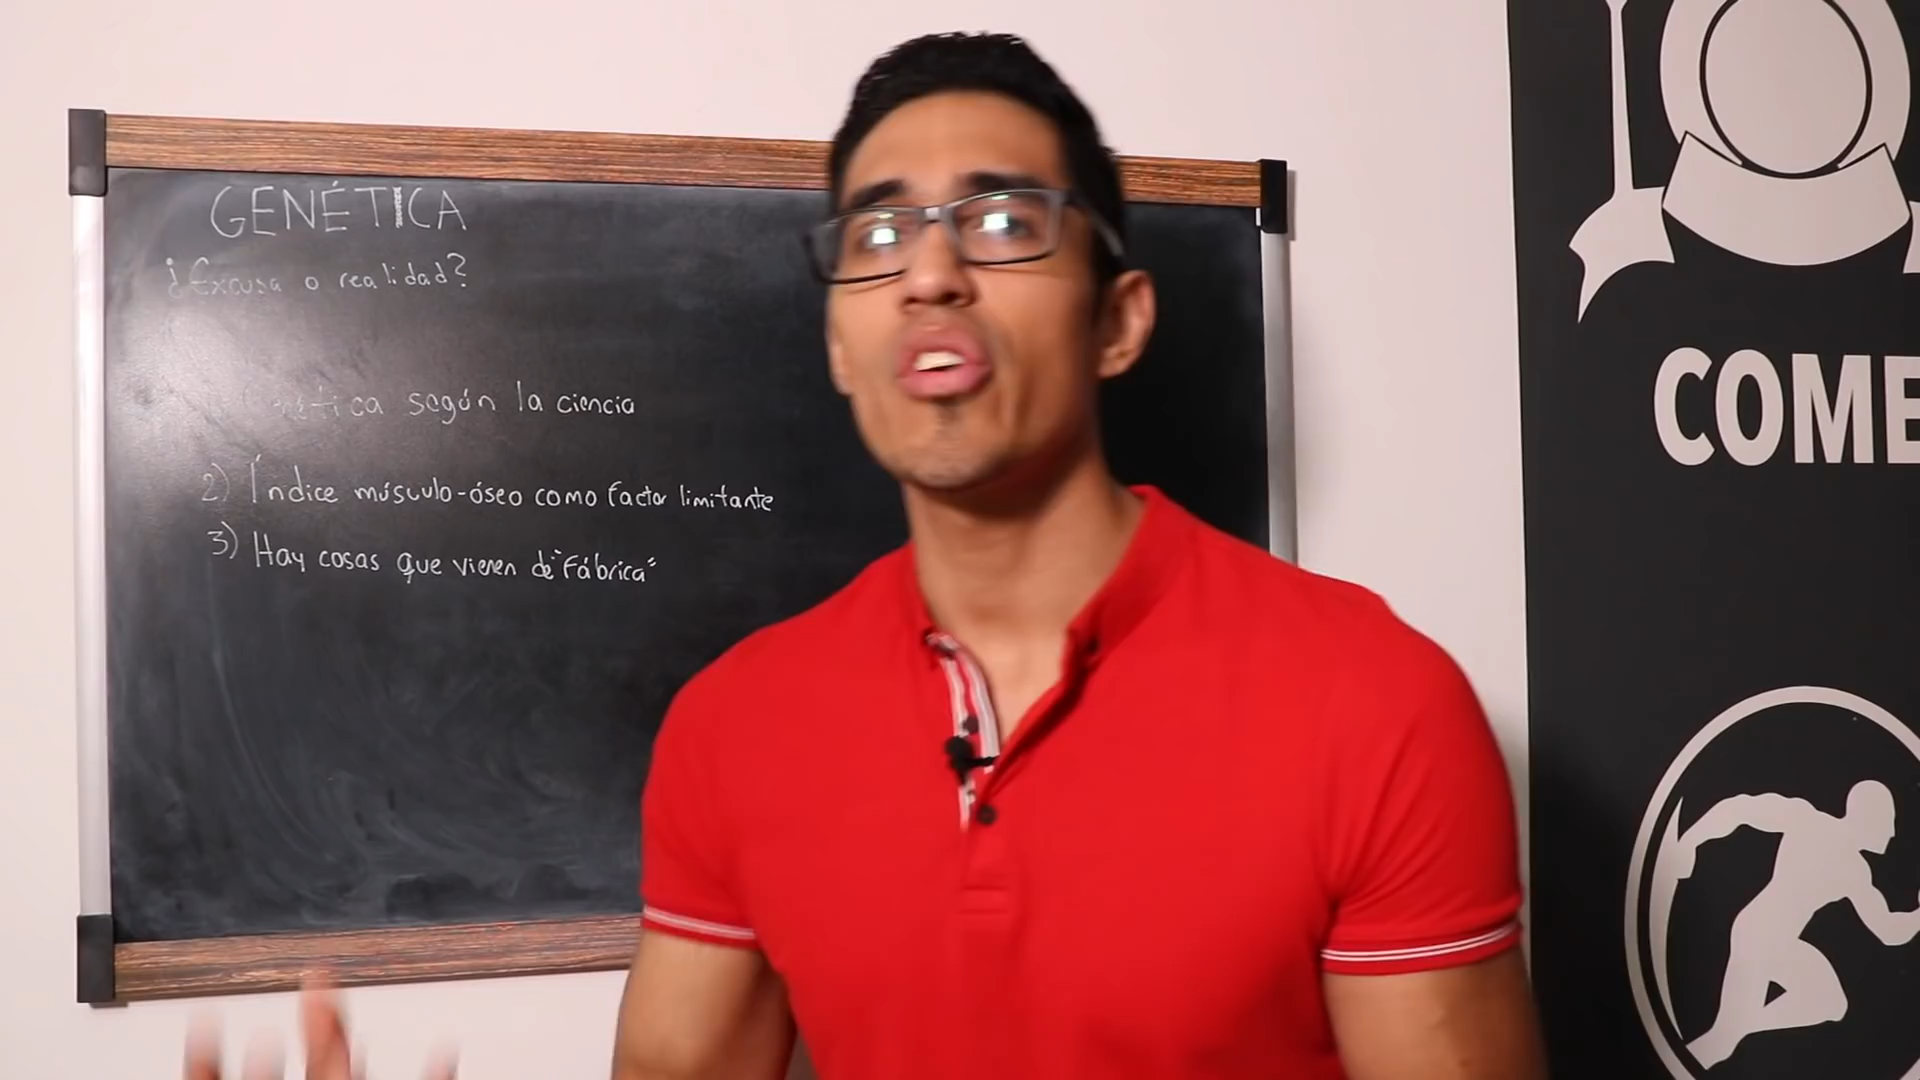 GENÉTICA
¿Excusa o realidad?
según la ciencia
2) Índice músculo-óseo como factor limitante
3) Hay cosas que vienen de "Fábrica"
COME